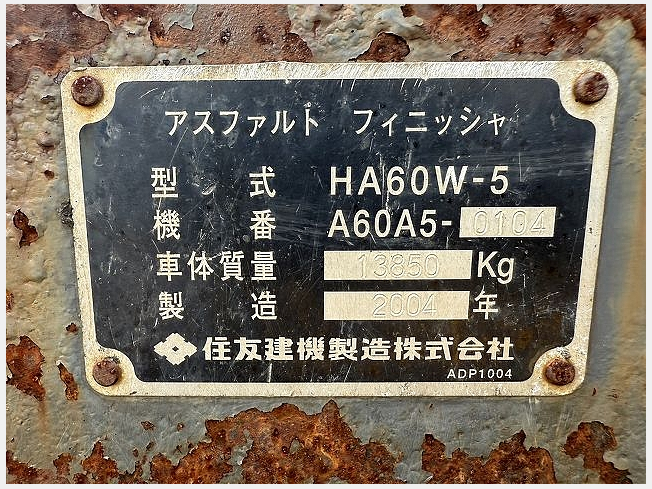 アスファルト フィニッシャ
型式 HA60W-5
機番 A60A5-0104
車体質量 13850 Kg
製造 2004 年
住友建機製造株式会社
ADP1004